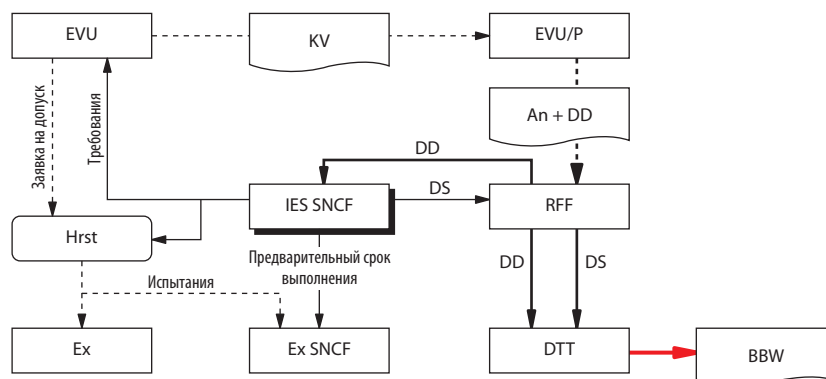 EVU
KV
EVU/P
Заявка на допуск
Требования
An + DD
DD
IES SNCF
DS
RFF
Hrst
Предварительный срок
выполнения
DD
DS
Испытания
Ex
Ex SNCF
DTT
BBW